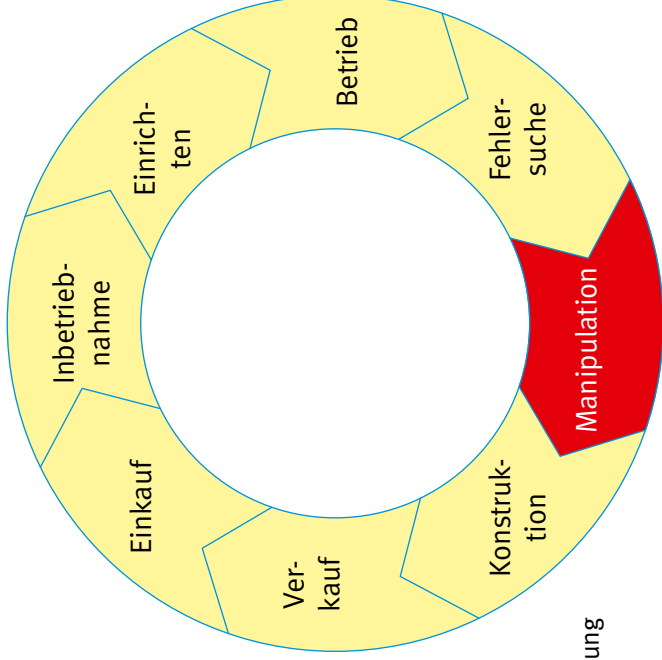 Betrieb
Fehler-
suche
Manipulation
Konstruk-
tion
Ver-
kauf
Einkauf
Inbetrieb-
nahme
Einrich-
ten
ung